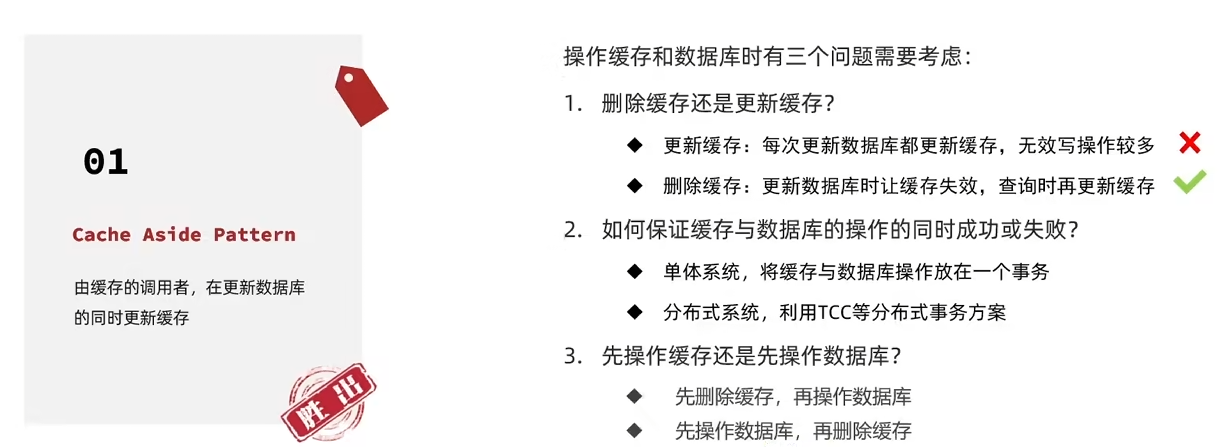 01
Cache Aside Pattern
由缓存的调用者，在更新数据库
的同时更新缓存
胜出
操作缓存和数据库时有三个问题需要考虑：
1. 删除缓存还是更新缓存？
◆ 更新缓存：每次更新数据库都更新缓存，无效写操作较多
◆ 删除缓存：更新数据库时让缓存失效，查询时再更新缓存
2. 如何保证缓存与数据库的操作的同时成功或失败？
◆ 单体系统，将缓存与数据库操作放在一个事务
◆ 分布式系统，利用TCC等分布式事务方案
3. 先操作缓存还是先操作数据库？
◆ 先删除缓存，再操作数据库
◆ 先操作数据库，再删除缓存